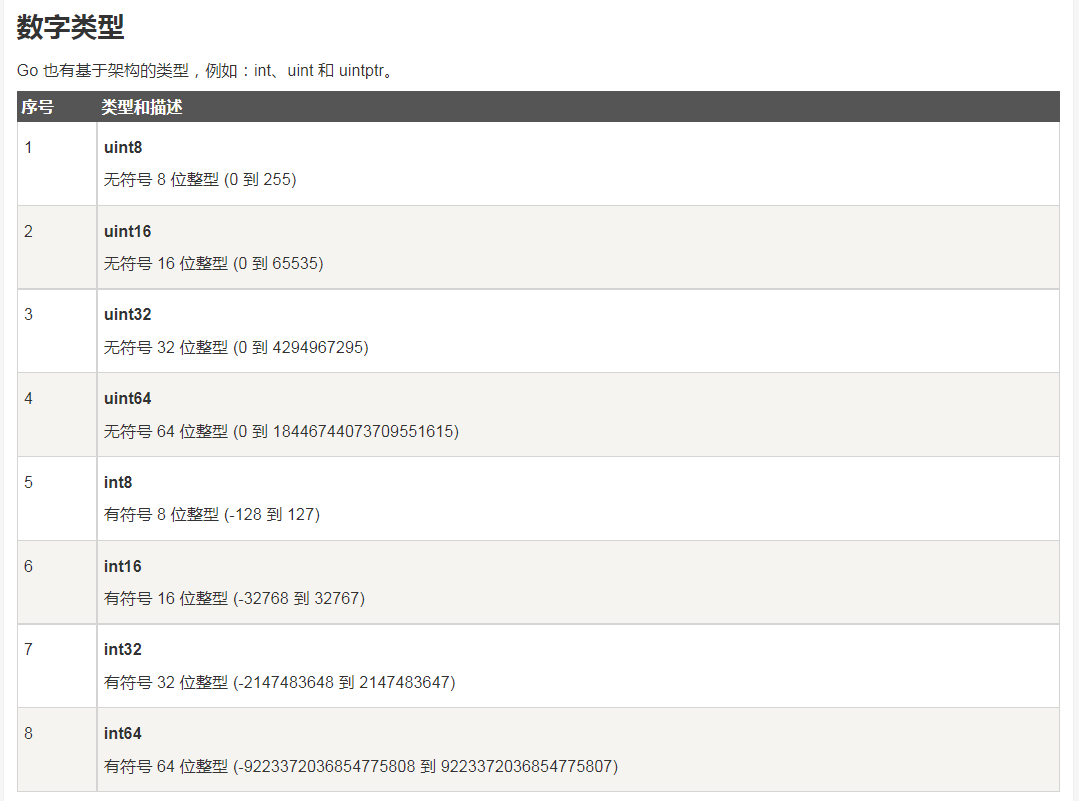 数字类型
Go 也有基于架构的类型，例如：int、uint 和 uintptr。
序号 类型和描述
1 uint8
无符号 8 位整型 (0 到 255)
2 uint16
无符号 16 位整型 (0 到 65535)
3 uint32
无符号 32 位整型 (0 到 4294967295)
4 uint64
无符号 64 位整型 (0 到 18446744073709551615)
5 int8
有符号 8 位整型 (-128 到 127)
6 int16
有符号 16 位整型 (-32768 到 32767)
7 int32
有符号 32 位整型 (-2147483648 到 2147483647)
8 int64
有符号 64 位整型 (-9223372036854775808 到 9223372036854775807)